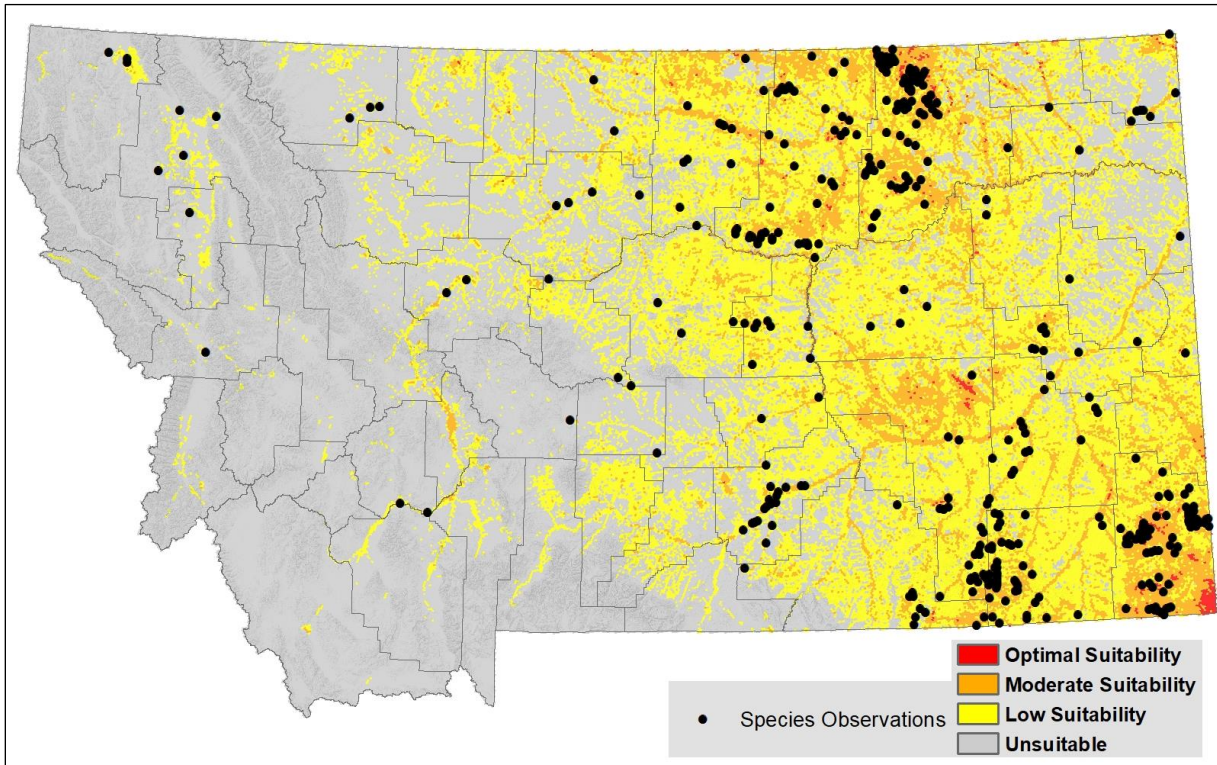 Optimal Suitability
Moderate Suitability
Species Observations
Low Suitability
Unsuitable